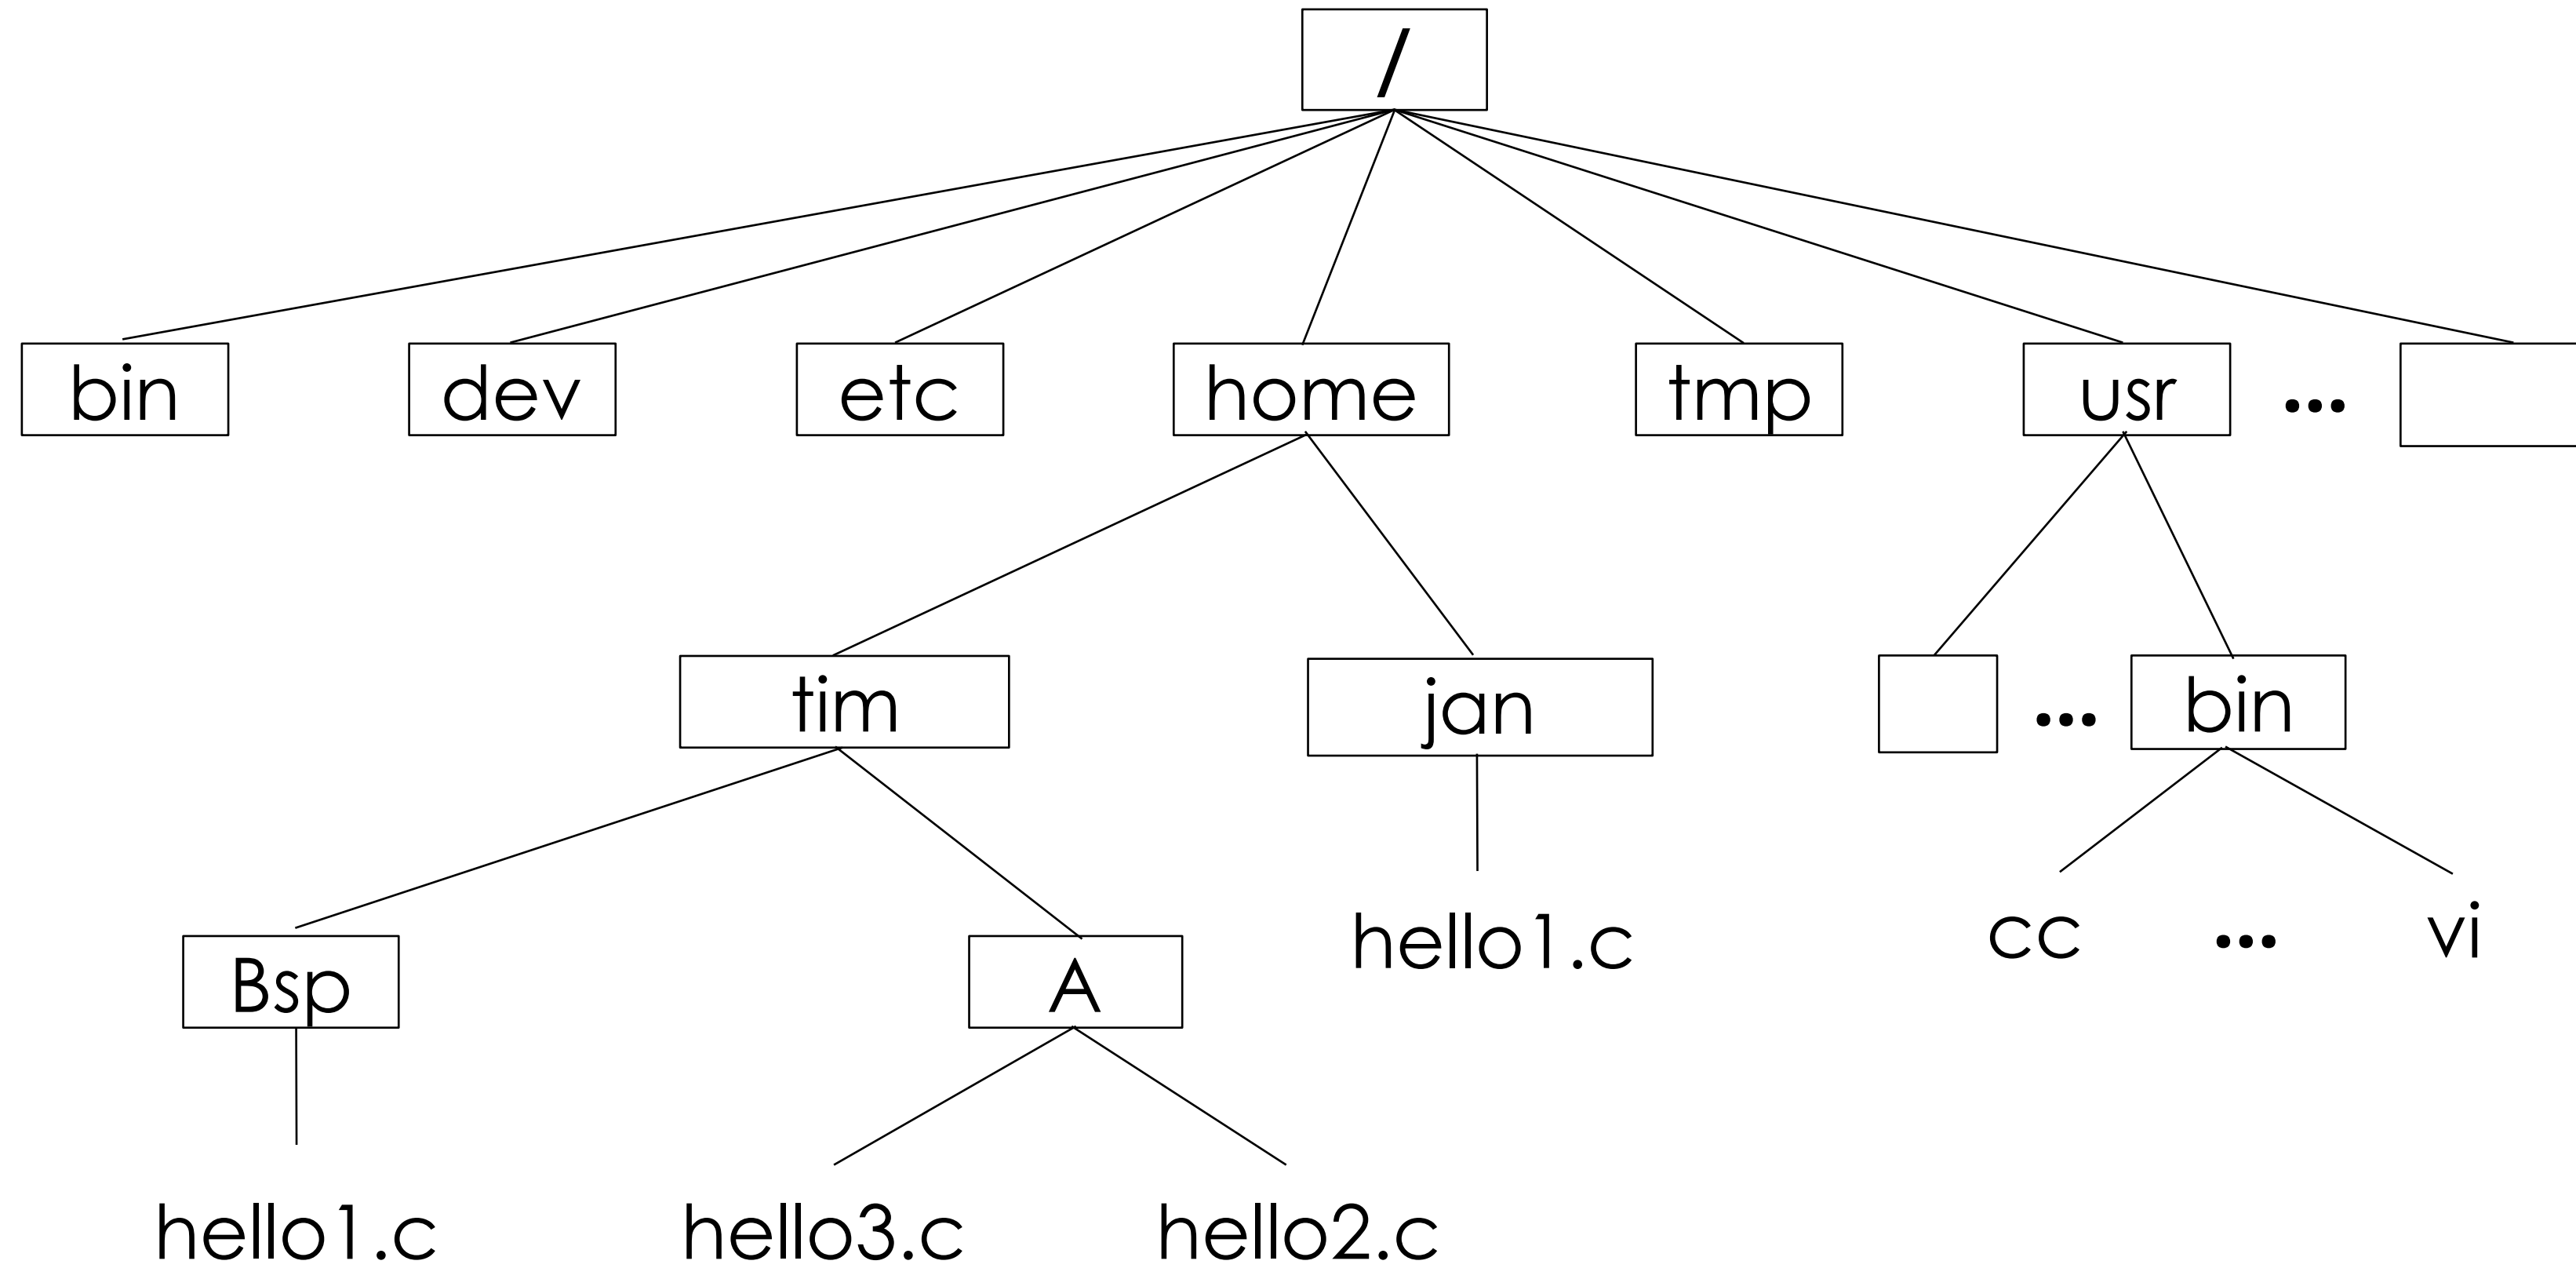 /
bin dev etc home tmp usr ...
tim jan ... bin
hello1.c cc ... vi
Bsp A
hello1.c hello3.c hello2.c